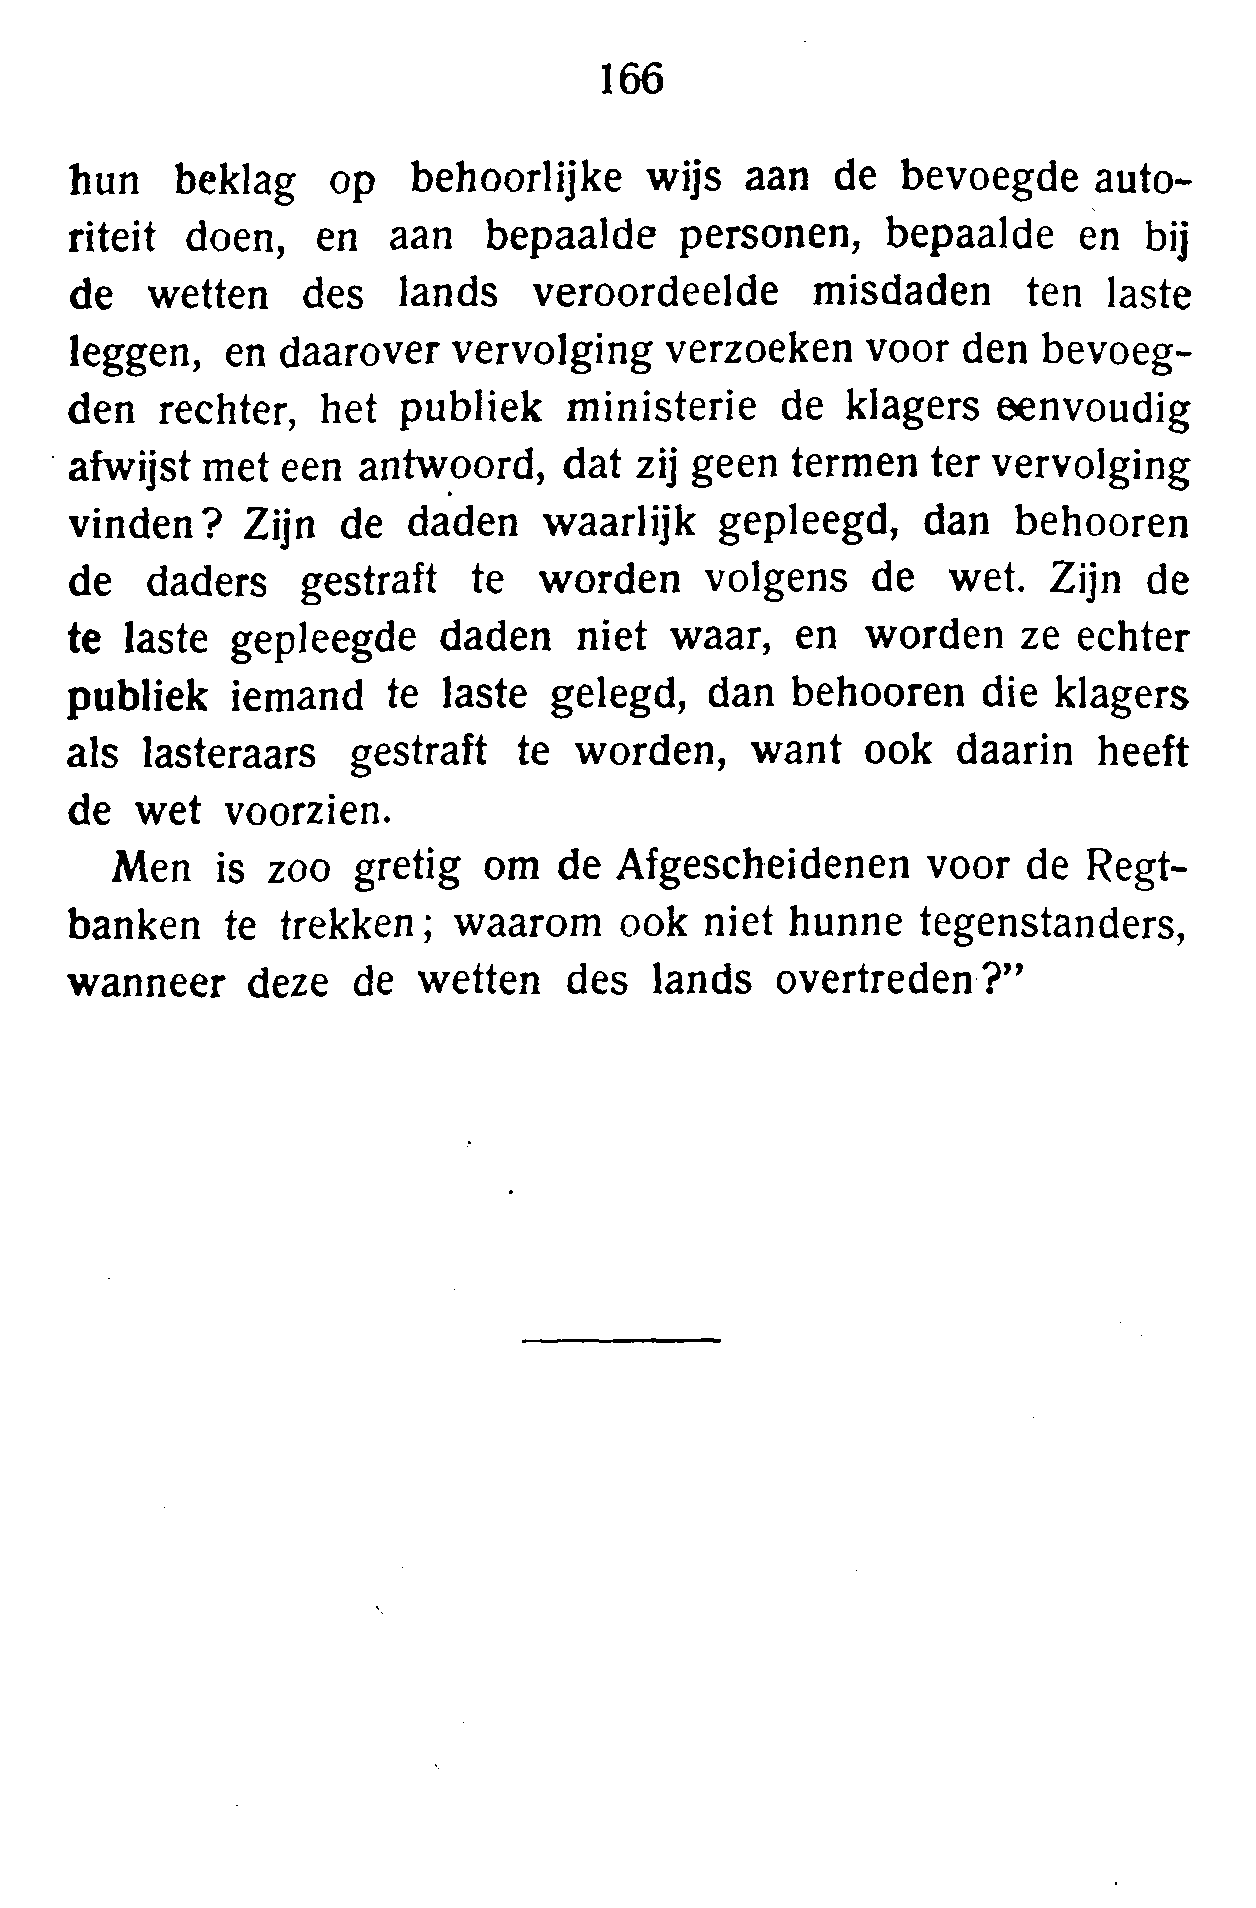 166
hun beklag op behoorlijke wijs aan de bevoegde auto-
riteit doen, en aan bepaalde personen, bepaalde en bij
de wetten des lands veroordeelde misdaden ten laste
leggen, en daarover vervolging verzoeken voor den bevoeg-
den rechter, het publiek ministerie de klagers eenvoudig
afwijst met een antwoord, dat zij geen termen ter vervolging
vinden? Zijn de daden waarlijk gepleegd, dan behooren
de daders gestraft te worden volgens de wet. Zijn de
te laste gepleegde daden niet waar, en worden ze echter
publiek iemand te laste gelegd, dan behooren die klagers
als lasteraars gestraft te worden, want ook daarin heeft
de wet voorzien.
Men is zoo gretig om de Afgescheidenen voor de Regt-
banken te trekken; waarom ook niet hunne tegenstanders,
wanneer deze de wetten des lands overtreden?"